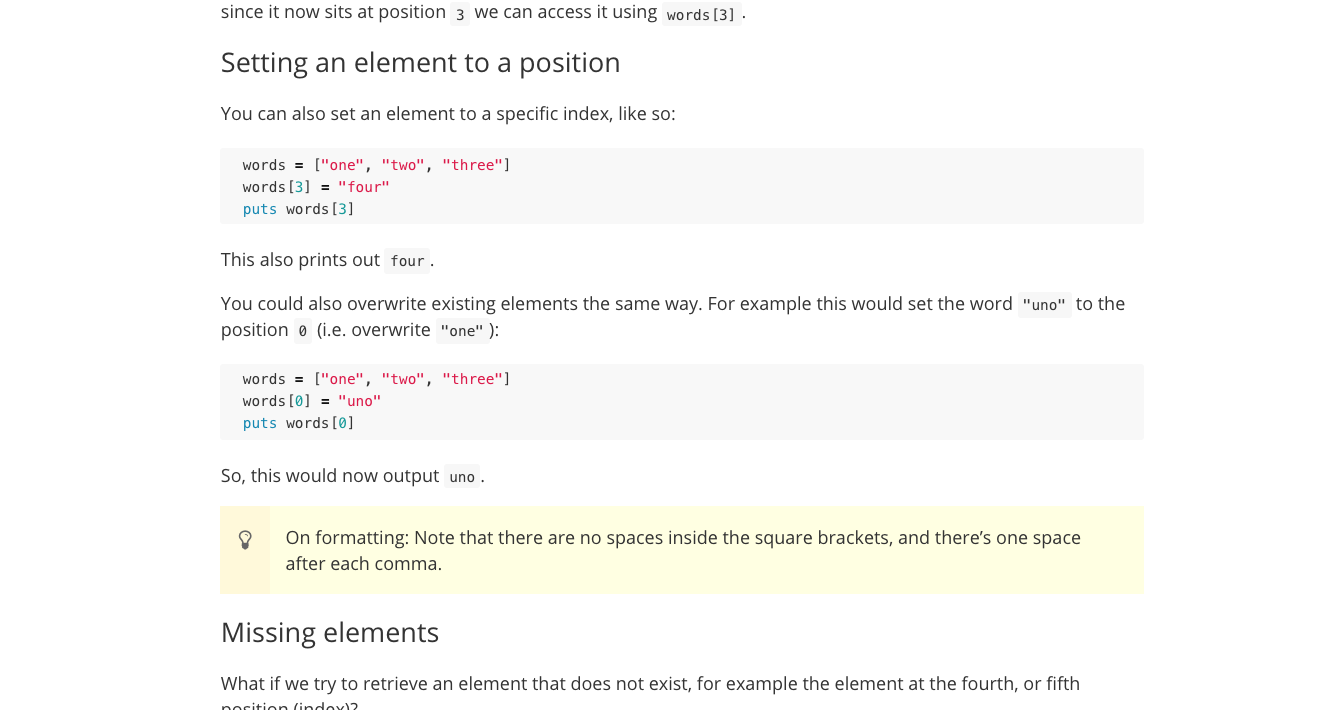 since it now sits at position 3 we can access it using words[3].
Setting an element to a position
You can also set an element to a specific index, like so:
words = ["one", "two", "three"]
words[3] = "four"
puts words[3]
This also prints out four.
You could also overwrite existing elements the same way. For example this would set the word "uno" to the
position 0 (i.e. overwrite "one"):
words = ["one", "two", "three"]
words[0] = "uno"
puts words[0]
So, this would now output uno.
On formatting: Note that there are no spaces inside the square brackets, and there’s one space
after each comma.
Missing elements
What if we try to retrieve an element that does not exist, for example the element at the fourth, or fifth
position (index)?